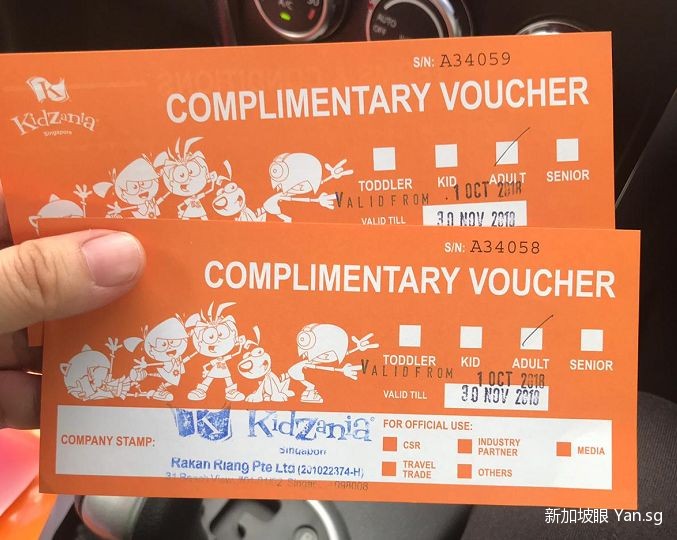 A/C
AUTO
OFF
S/N: A34059
COMPLIMENTARY VOUCHER
KidZania
Singapore
TODDLER KID ADULT SENIOR
VALID FROM . 1 OCT 2018
VALID TILL 30 NOV 2018
S/N: A34058
COMPLIMENTARY VOUCHER
TODDLER KID ADULT SENIOR
VALID FROM 1 OCT 2018
VALID TILL 30 NOV 2018
COMPANY STAMP:
K KidZania
Singapore
Rakan Riang Pte Ltd (201022374-H)
FOR OFFICIAL USE:
CSR INDUSTRY PARTNER MEDIA
TRAVEL TRADE OTHERS
新加坡眼 Yan.sg